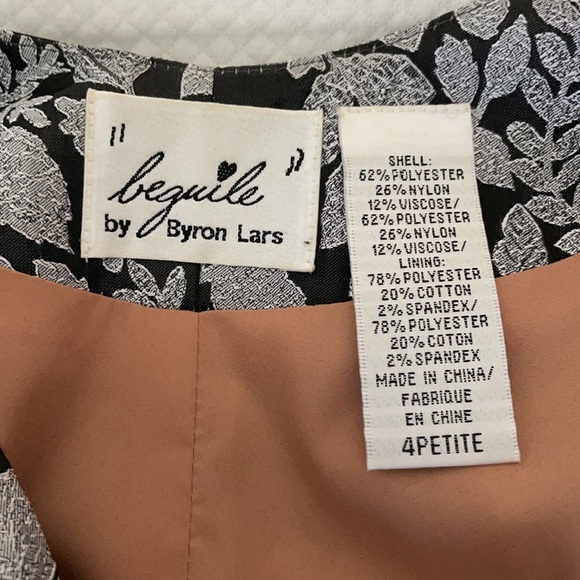 "beguile"
by Byron Lars
SHELL:
62%POLYESTER
26%NYLON
12%VISCOSE/
62%POLYESTER
26%NYLON
12%VISCOSE/
LINING:
78%POLYESTER
20%COTTON
2%SPANDEX/
78%POLYESTER
20%COTON
2%SPANDEX
MADE IN CHINA/
FABRIQUE
EN CHINE
4PETITE